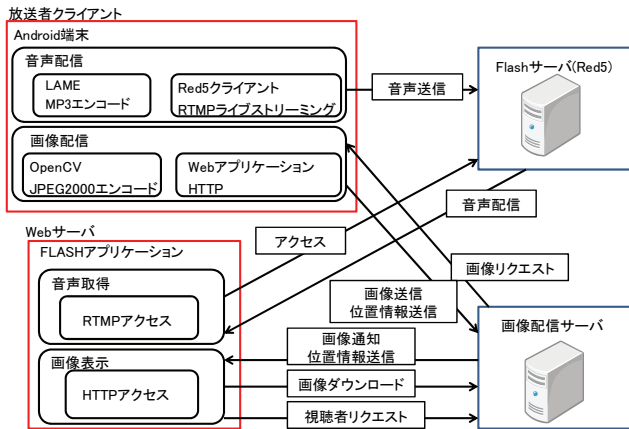 放送者クライアント
Android端末
音声配信
LAME
MP3エンコード
Red5クライアント
RTMPライブストリーミング
音声送信
Flashサーバ(Red5)
画像配信
OpenCV
JPEG2000エンコード
Webアプリケーション
HTTP
音声配信
Webサーバ
FLASHアプリケーション
アクセス
画像リクエスト
音声取得
RTMPアクセス
画像送信
位置情報送信
画像配信サーバ
画像表示
HTTPアクセス
画像通知
位置情報送信
画像ダウンロード
視聴者リクエスト